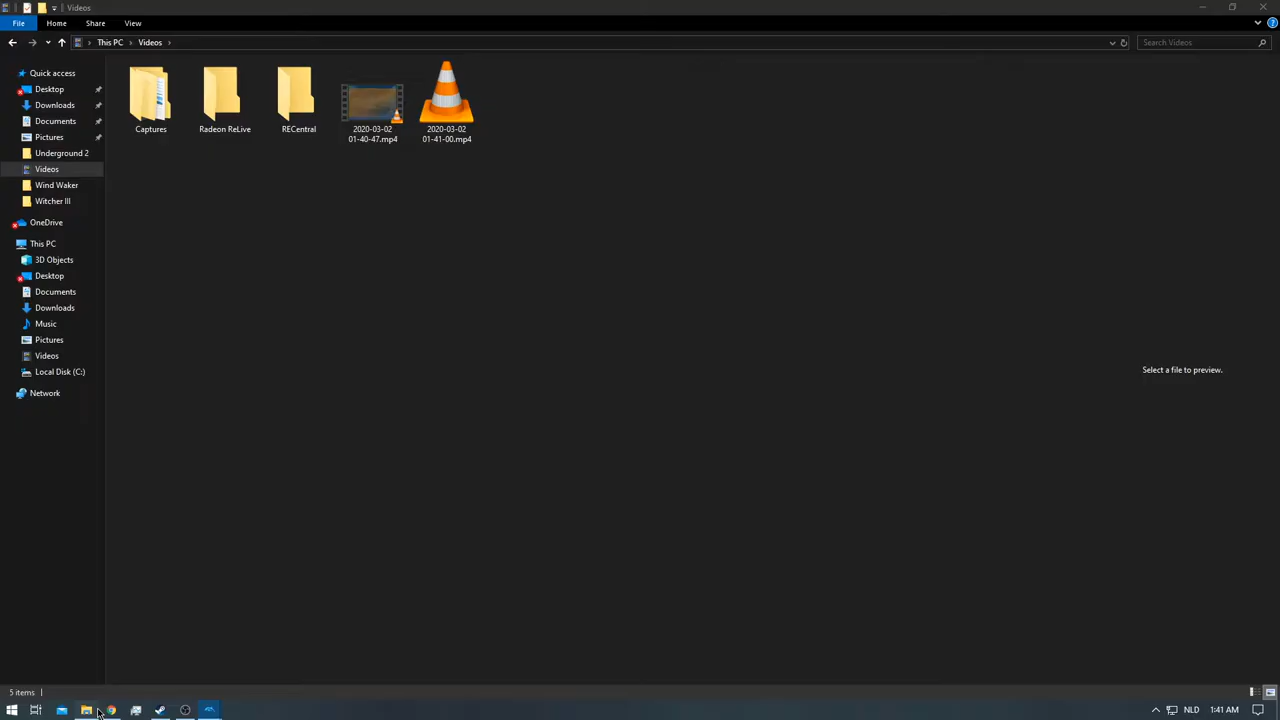 Videos
File Home Share View
This PC Videos Search Videos
Quick access
Desktop
Downloads
Documents
Pictures
Underground 2
Videos
Wind Waker
Witcher III
OneDrive
This PC
3D Objects
Desktop
Documents
Downloads
Music
Pictures
Videos
Local Disk (C:)
Network
Captures
Radeon ReLive
RECentral
2020-03-02
01-40-47.mp4
2020-03-02
01-41-00.mp4
Select a file to preview.
5 items
NLD 1:41 AM